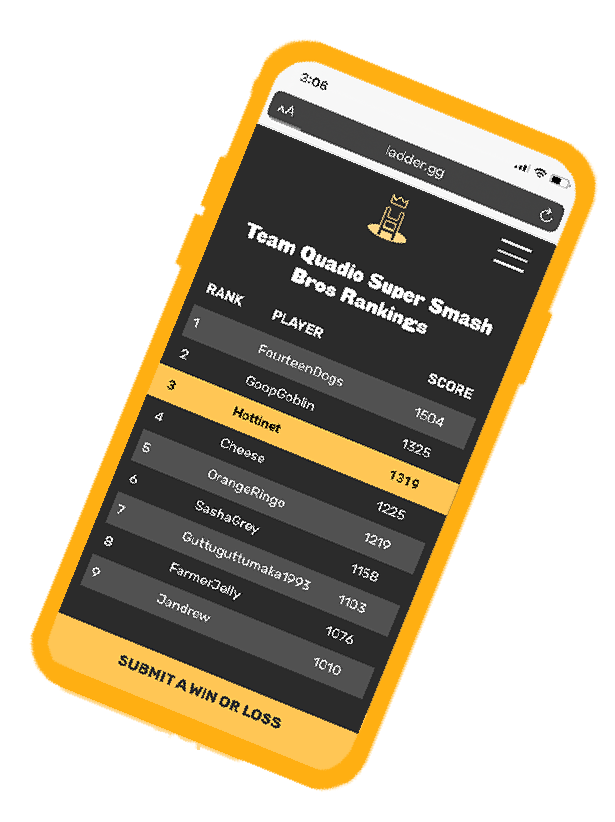 3:08
AA
ladder.gg
Team Quadio Super Smash
Bros Rankings
RANK PLAYER SCORE
1 FourteenDogs 1504
2 GoopGoblin 1325
3 Hottinet 1319
4 Cheese 1225
5 OrangeRingo 1219
6 SashaGrey 1158
7 Guttuguttumaka1993 1103
8 FarmerJelly 1076
9 Jandrew 1010
SUBMIT A WIN OR LOSS